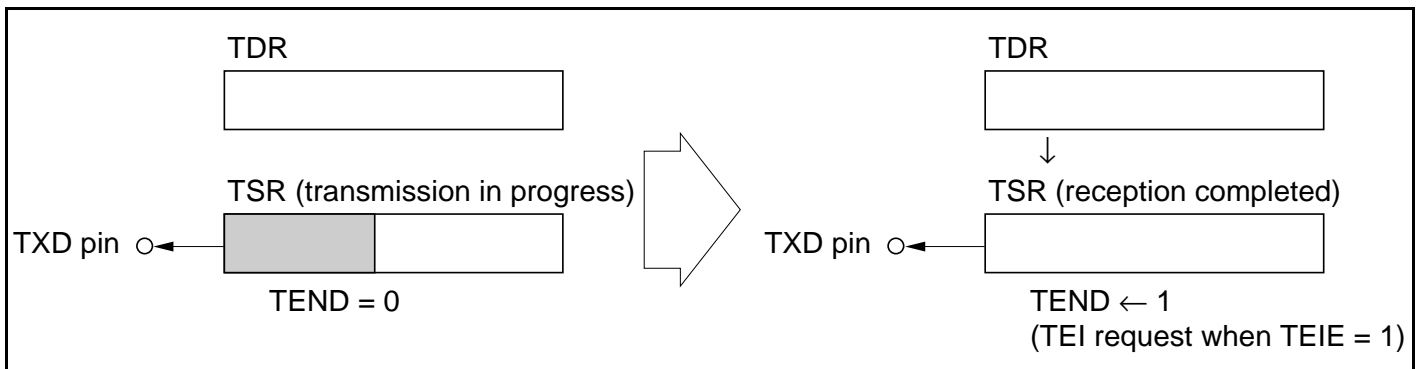 TDR
TSR (transmission in progress)
TXD pin
TEND = 0
TDR
↓
TSR (reception completed)
TXD pin
TEND ← 1
(TEI request when TEIE = 1)